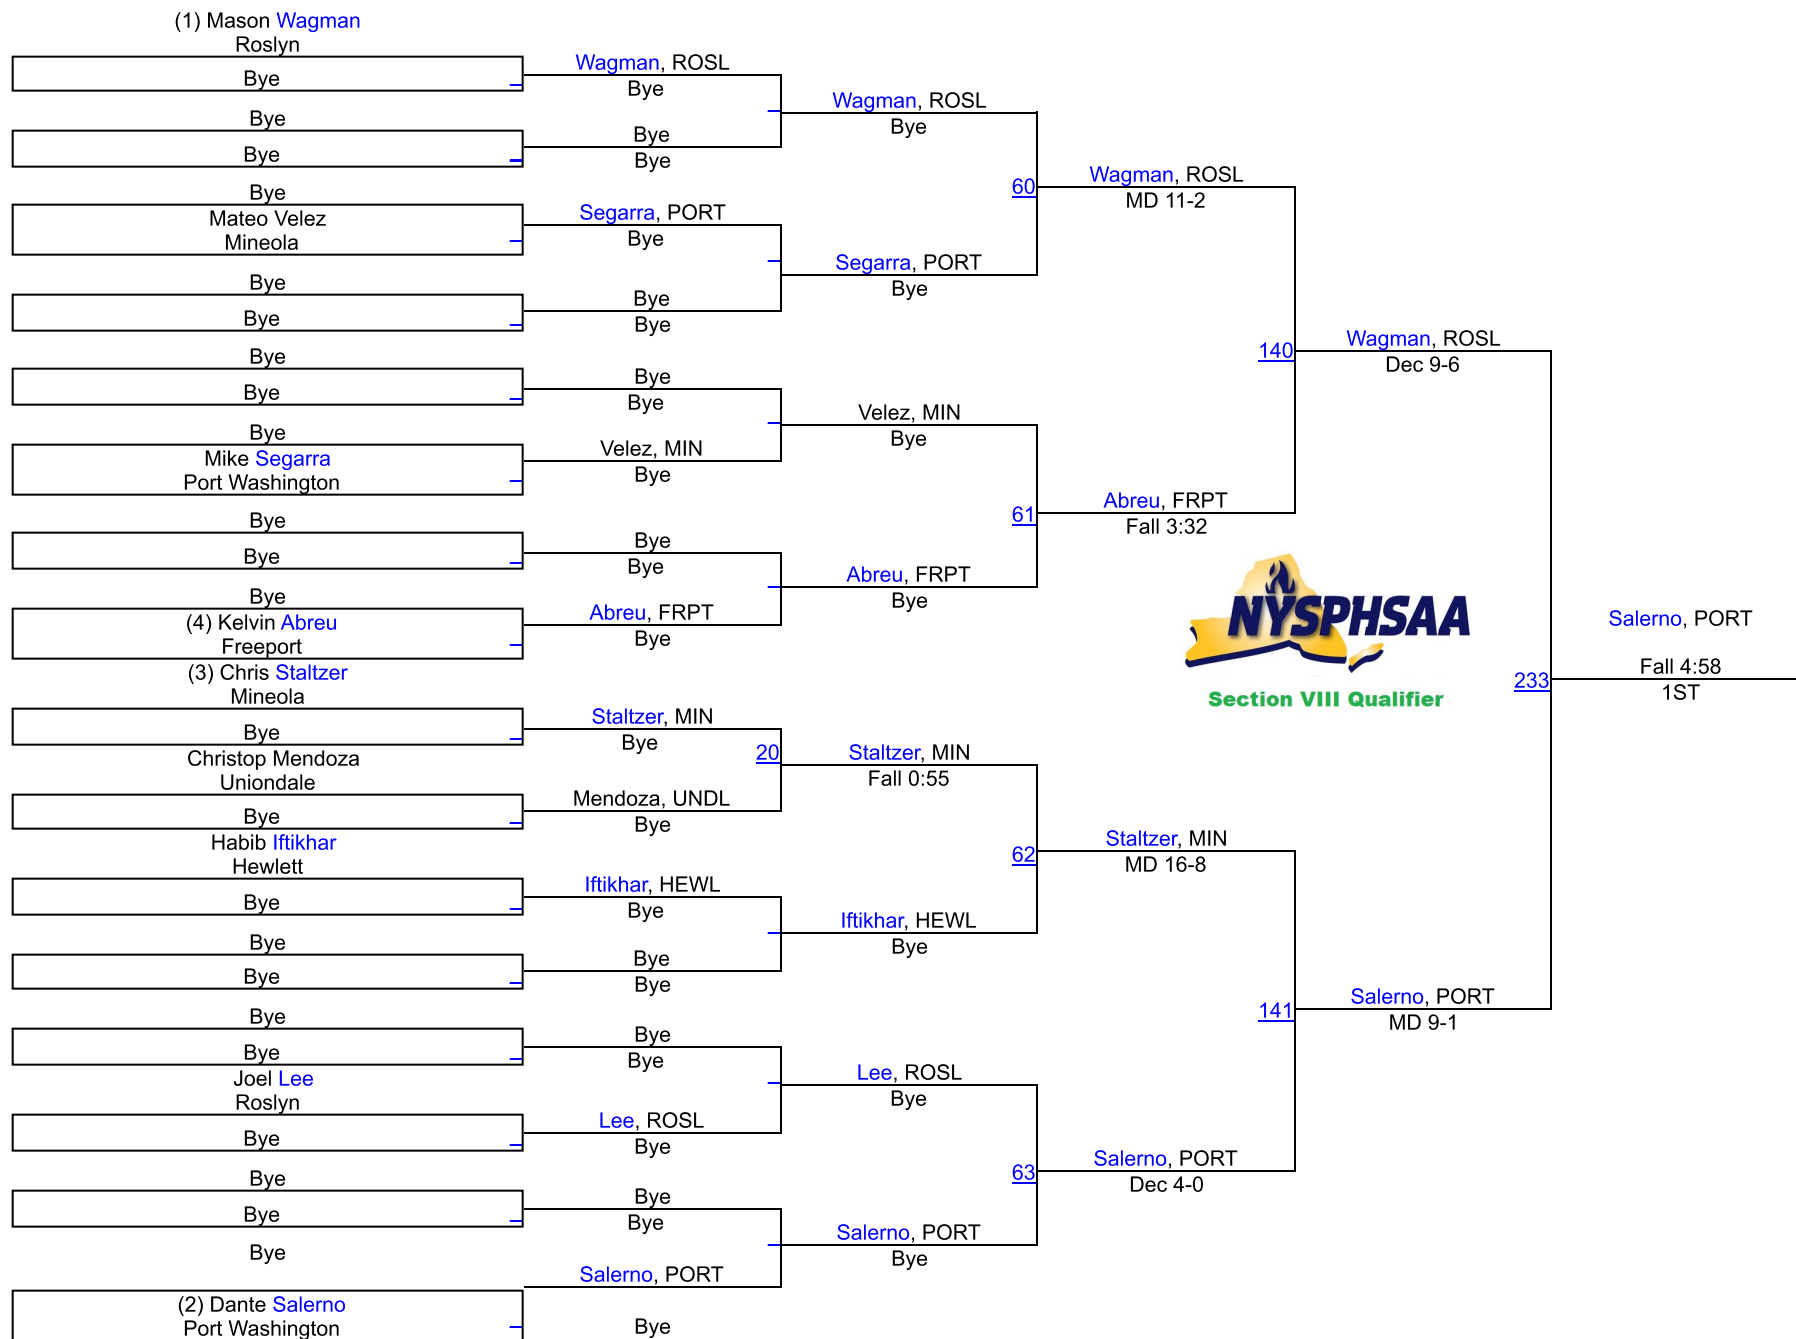 (1) Mason Wagman
Roslyn
Bye
Bye
Bye
Bye
Mateo Velez
Mineola
Bye
Bye
Bye
Bye
Bye
Mike Segarra
Port Washington
Bye
Bye
Bye
(4) Kelvin Abreu
Freeport
(3) Chris Staltzer
Mineola
Bye
Christop Mendoza
Uniondale
Bye
Habib Iftikhar
Hewlett
Bye
Bye
Bye
Bye
Bye
Joel Lee
Roslyn
Bye
Bye
Bye
Bye
(2) Dante Salerno
Port Washington
Wagman, ROSL
Bye
Bye
Bye
Segarra, PORT
Bye
Bye
Bye
Bye
Bye
Velez, MIN
Bye
Bye
Bye
Abreu, FRPT
Bye
Staltzer, MIN
Bye
20
Mendoza, UNDL
Bye
Iftikhar, HEWL
Bye
Bye
Bye
Bye
Bye
Lee, ROSL
Bye
Bye
Bye
Salerno, PORT
Bye
Wagman, ROSL
Bye
60
Segarra, PORT
Bye
Velez, MIN
Bye
61
Abreu, FRPT
Bye
Staltzer, MIN
Fall 0:55
62
Iftikhar, HEWL
Bye
Lee, ROSL
Bye
63
Salerno, PORT
Bye
Wagman, ROSL
MD 11-2
140
Abreu, FRPT
Fall 3:32
Staltzer, MIN
MD 16-8
141
Salerno, PORT
Dec 4-0
Wagman, ROSL
Dec 9-6
NYSPHSAA
Section VIII Qualifier
233
Salerno, PORT
MD 9-1
Salerno, PORT
Fall 4:58
1ST